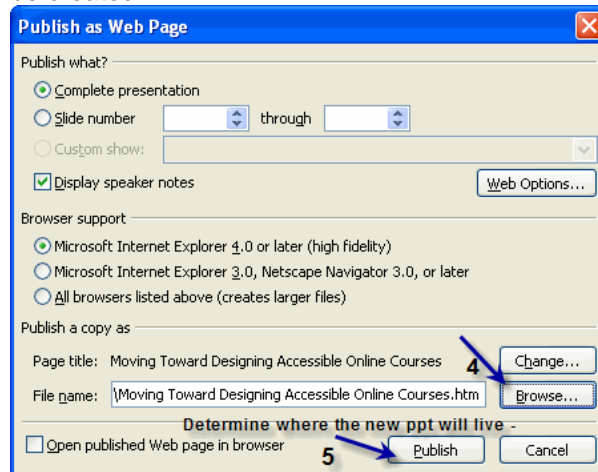 Publish as Web Page
Publish what?
Complete presentation
Slide number through
Custom show:
Display speaker notes Web Options...
Browser support
Microsoft Internet Explorer 4.0 or later (high fidelity)
Microsoft Internet Explorer 3.0, Netscape Navigator 3.0, or later
All browsers listed above (creates larger files)
Publish a copy as
Page title: Moving Toward Designing Accessible Online Courses 4 Change...
File name: \Moving Toward Designing Accessible Online Courses.htm Browse...
Determine where the new ppt will live -
Open published Web page in browser 5 Publish Cancel